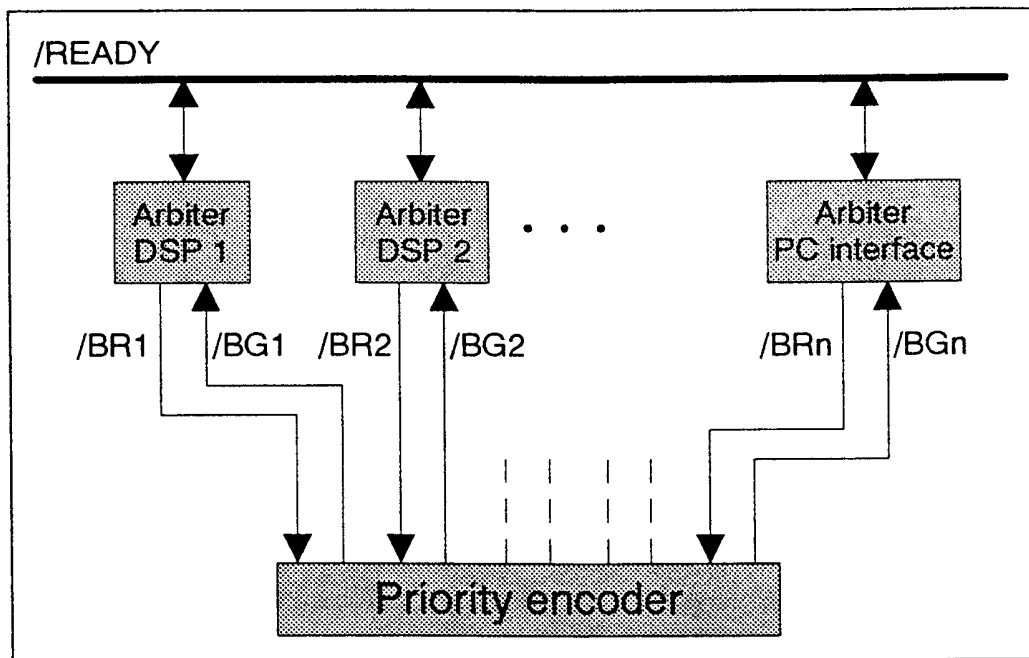 /READY
Arbiter
DSP 1
Arbiter
DSP 2
. . .
Arbiter
PC interface
/BR1
/BG1
/BR2
/BG2
/BRn
/BGn
Priority encoder